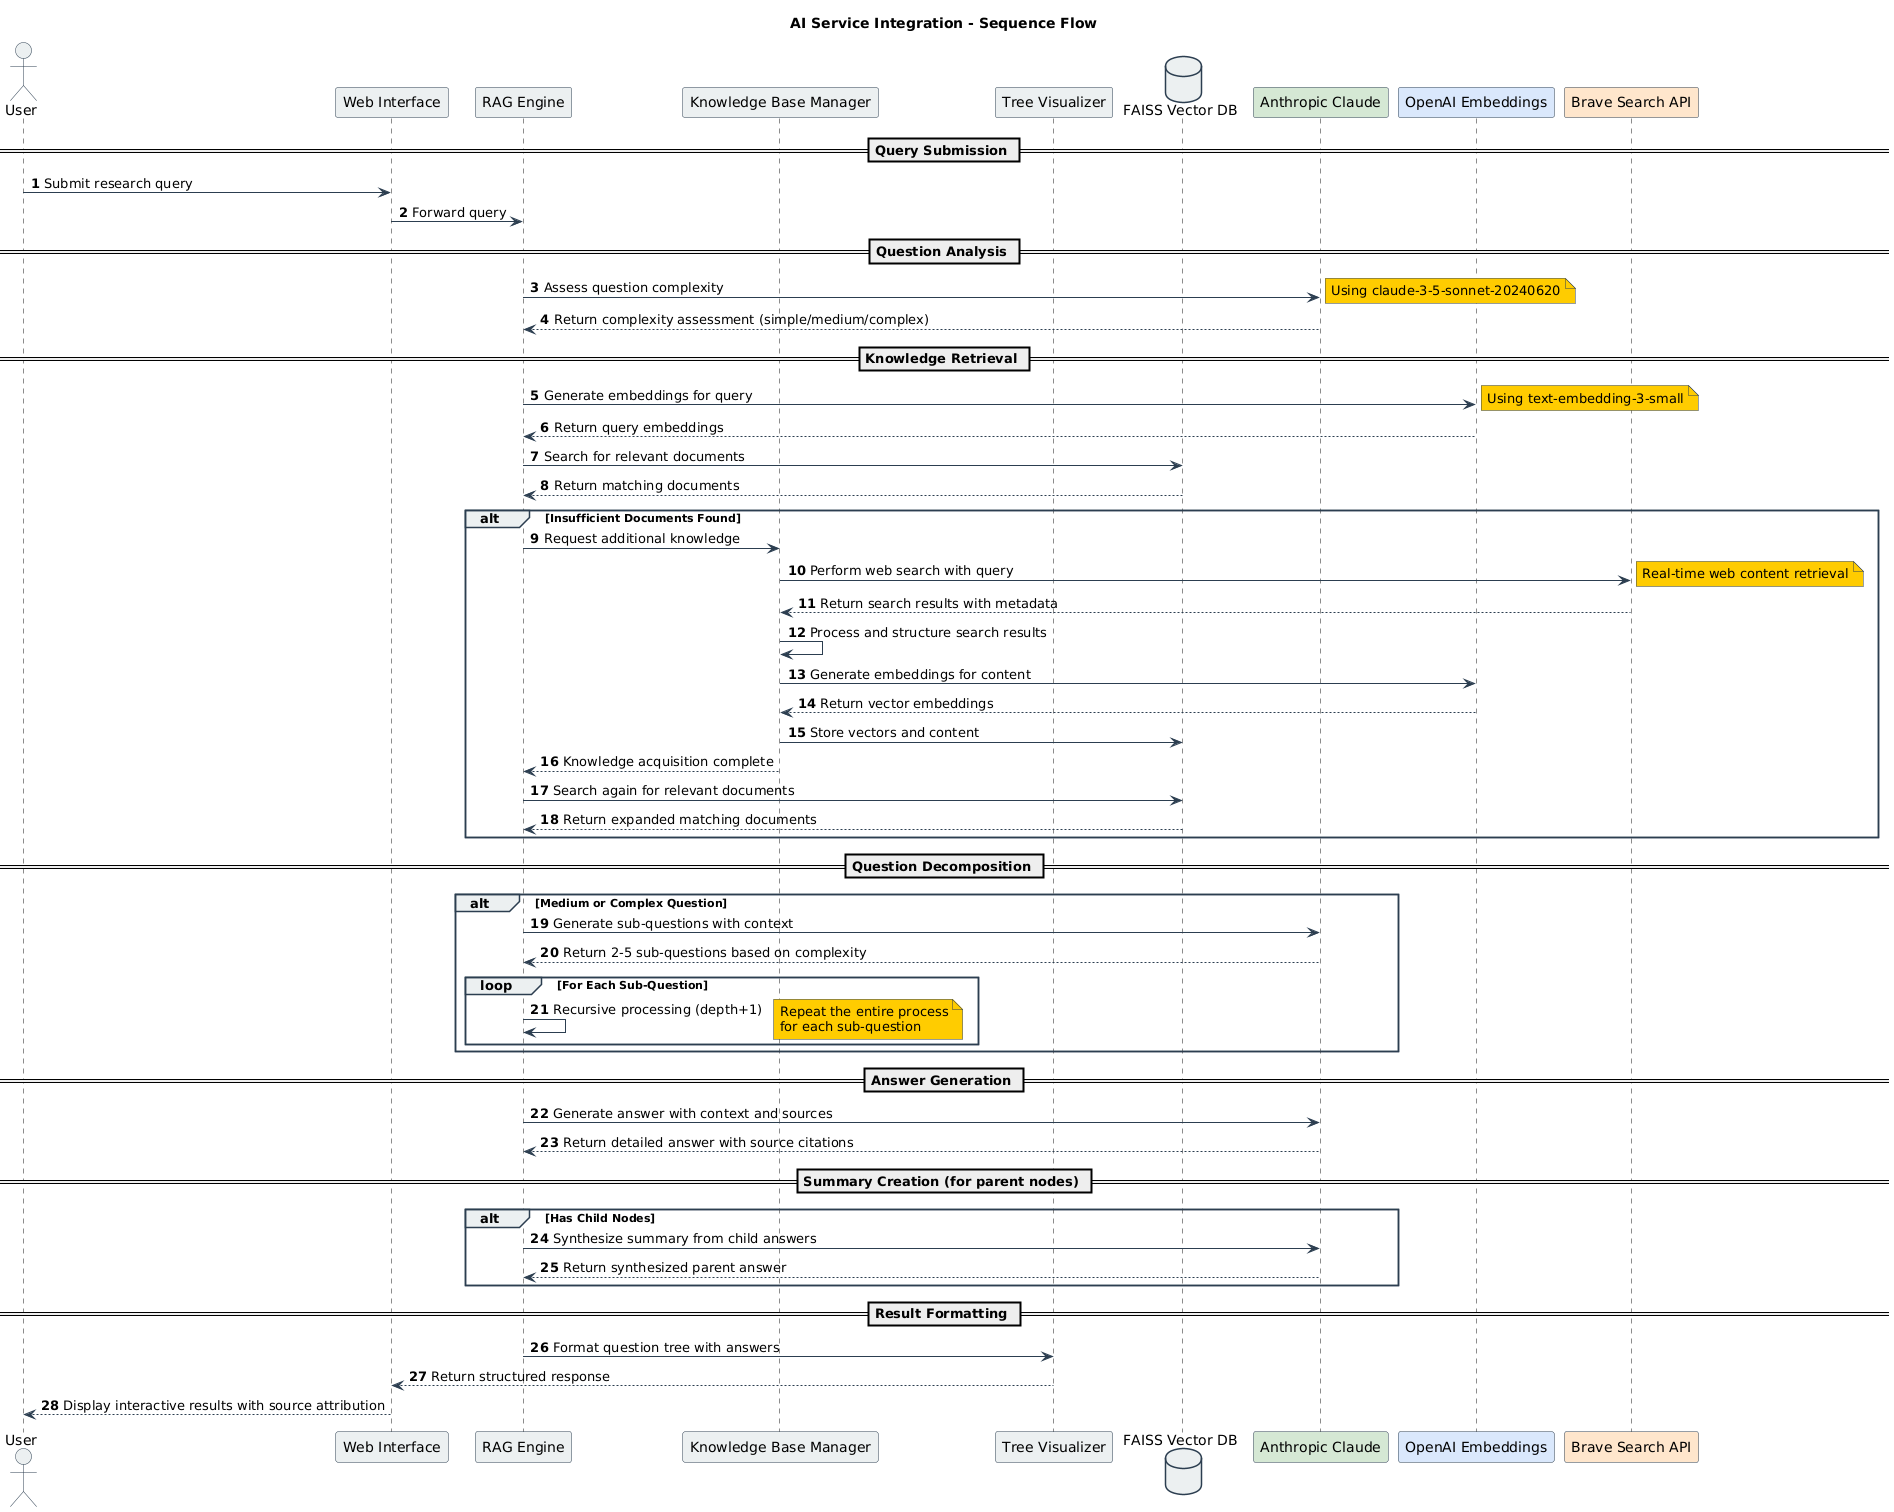 AI Service Integration - Sequence Flow
User
Web Interface
RAG Engine
Knowledge Base Manager
Tree Visualizer
FAISS Vector DB
Anthropic Claude
OpenAI Embeddings
Brave Search API
Query Submission
1 Submit research query
2 Forward query
Question Analysis
3 Assess question complexity
Using claude-3-5-sonnet-20240620
4 Return complexity assessment (simple/medium/complex)
Knowledge Retrieval
5 Generate embeddings for query
Using text-embedding-3-small
6 Return query embeddings
7 Search for relevant documents
8 Return matching documents
alt [Insufficient Documents Found]
9 Request additional knowledge
10 Perform web search with query
Real-time web content retrieval
11 Return search results with metadata
12 Process and structure search results
13 Generate embeddings for content
14 Return vector embeddings
15 Store vectors and content
16 Knowledge acquisition complete
17 Search again for relevant documents
18 Return expanded matching documents
Question Decomposition
alt [Medium or Complex Question]
19 Generate sub-questions with context
20 Return 2-5 sub-questions based on complexity
loop [For Each Sub-Question]
21 Recursive processing (depth+1)
Repeat the entire process
for each sub-question
Answer Generation
22 Generate answer with context and sources
23 Return detailed answer with source citations
Summary Creation (for parent nodes)
alt [Has Child Nodes]
24 Synthesize summary from child answers
25 Return synthesized parent answer
Result Formatting
26 Format question tree with answers
27 Return structured response
28 Display interactive results with source attribution
User
Web Interface
RAG Engine
Knowledge Base Manager
Tree Visualizer
FAISS Vector DB
Anthropic Claude
OpenAI Embeddings
Brave Search API